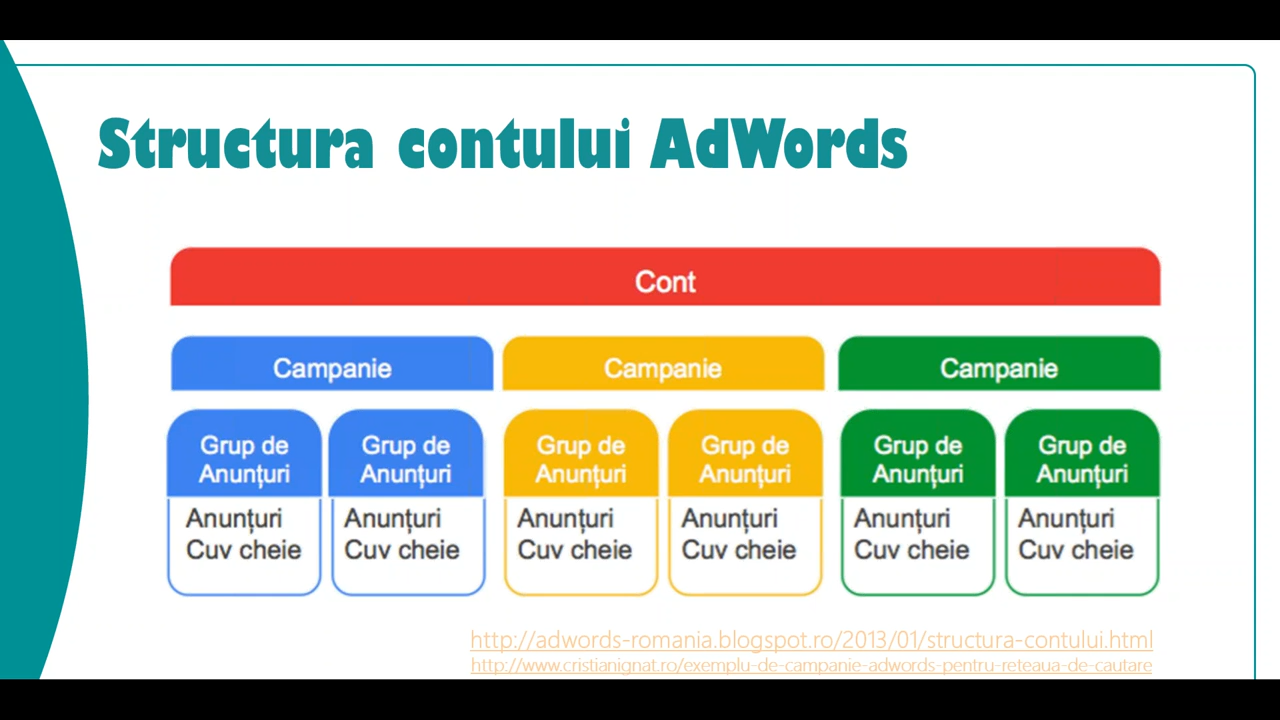 Structura contului AdWords
Cont
Campanie
Campanie
Campanie
Grup de
Anunțuri
Grup de
Anunțuri
Grup de
Anunțuri
Grup de
Anunțuri
Grup de
Anunțuri
Grup de
Anunțuri
Anunțuri
Cuv cheie
Anunțuri
Cuv cheie
Anunțuri
Cuv cheie
Anunțuri
Cuv cheie
Anunțuri
Cuv cheie
Anunțuri
Cuv cheie
http://adwords-romania.blogspot.ro/2013/01/structura-contului.html
http://www.cristianignat.ro/exemplu-de-campanie-adwords-pentru-reteaua-de-cautare